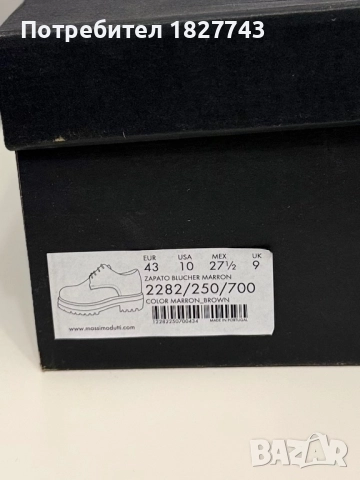 Потребител 1827743
EUR USA MEX UK
43 10 27½ 9
ZAPATO BLUCHER MARRON
2282/250/700
COLOR MARRON_BROWN
12282250700434 MADE IN PORTUGAL
www.massimodutti.com
BAZAR